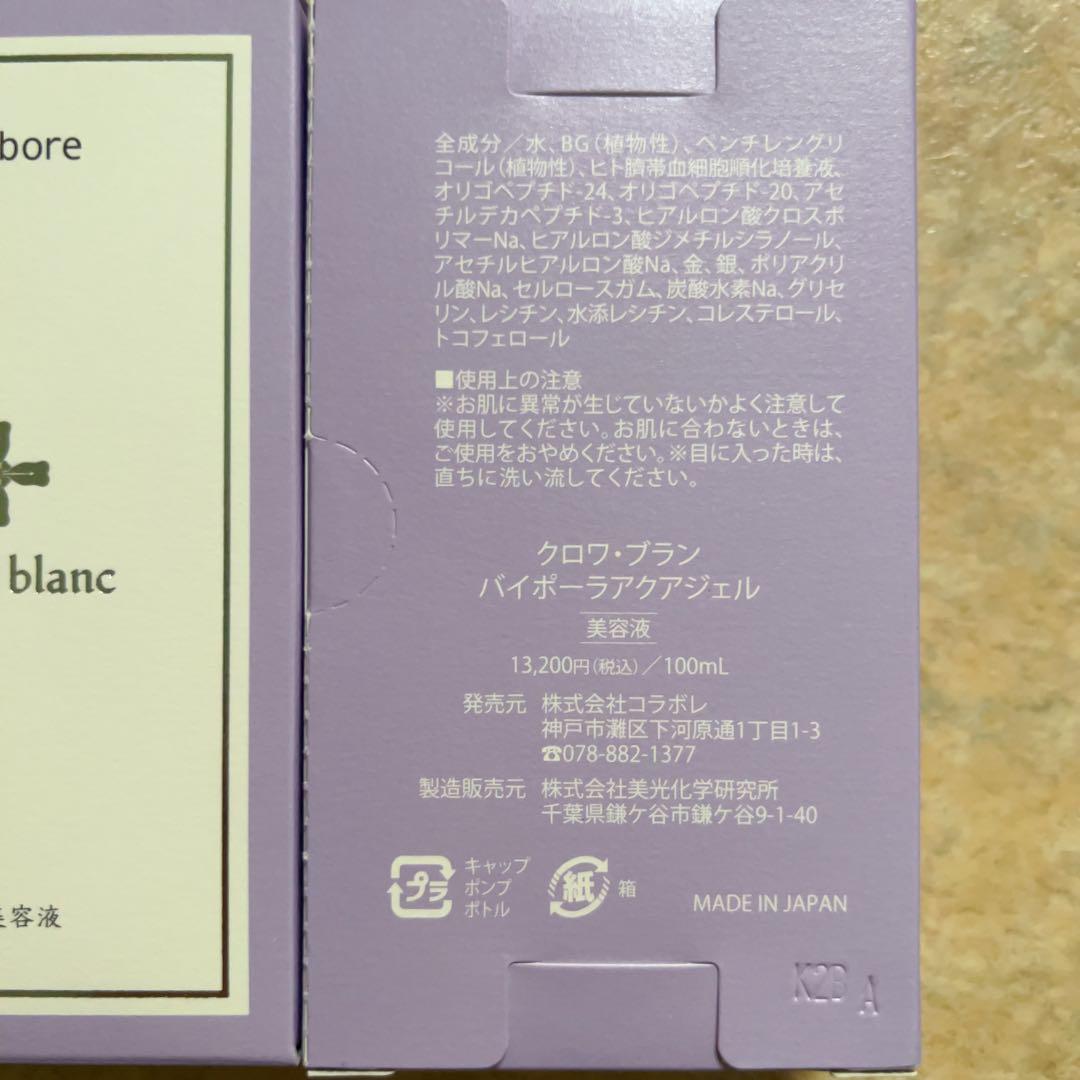 bore
blanc
美容液
全成分／水、BG（植物性）、ペンチレングリ
コール（植物性）、ヒト臍帯血細胞順化培養液、
オリゴペプチド-24、オリゴペプチド-20、アセ
チルデカペプチド-3、ヒアルロン酸クロスポ
リマーNa、ヒアルロン酸ジメチルシラノール、
アセチルヒアルロン酸Na、金、銀、ポリアクリ
ル酸Na、セルロースガム、炭酸水素Na、グリセ
リン、レシチン、水添レシチン、コレステロール、
トコフェロール
■使用上の注意
※お肌に異常が生じていないかよく注意して
使用してください。お肌に合わないときは、
ご使用をおやめください。※目に入った時は、
直ちに洗い流してください。
クロワ・ブラン
バイポーラアクアジェル
美容液
13,200円（税込）／100mL
発売元 株式会社コラボレ
神戸市灘区下河原通1丁目1-3
☎078-882-1377
製造販売元 株式会社美光化学研究所
千葉県鎌ケ谷市鎌ケ谷9-1-40
プラ キャップ
ポンプ
ボトル
紙 箱
MADE IN JAPAN
K2B A